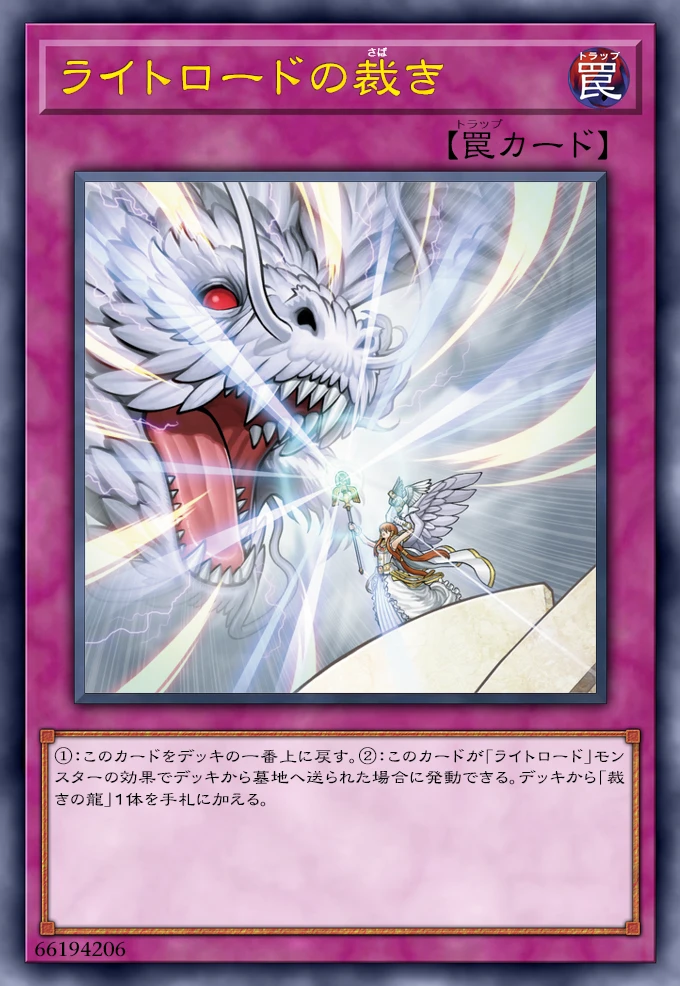 ライトロードの裁き
さば
トラップ
罠
トラップ
【罠カード】
①:このカードをデッキの一番上に戻す。②:このカードが「ライトロード」モン
スターの効果でデッキから墓地へ送られた場合に発動できる。デッキから「裁
きの龍」1体を手札に加える。
66194206